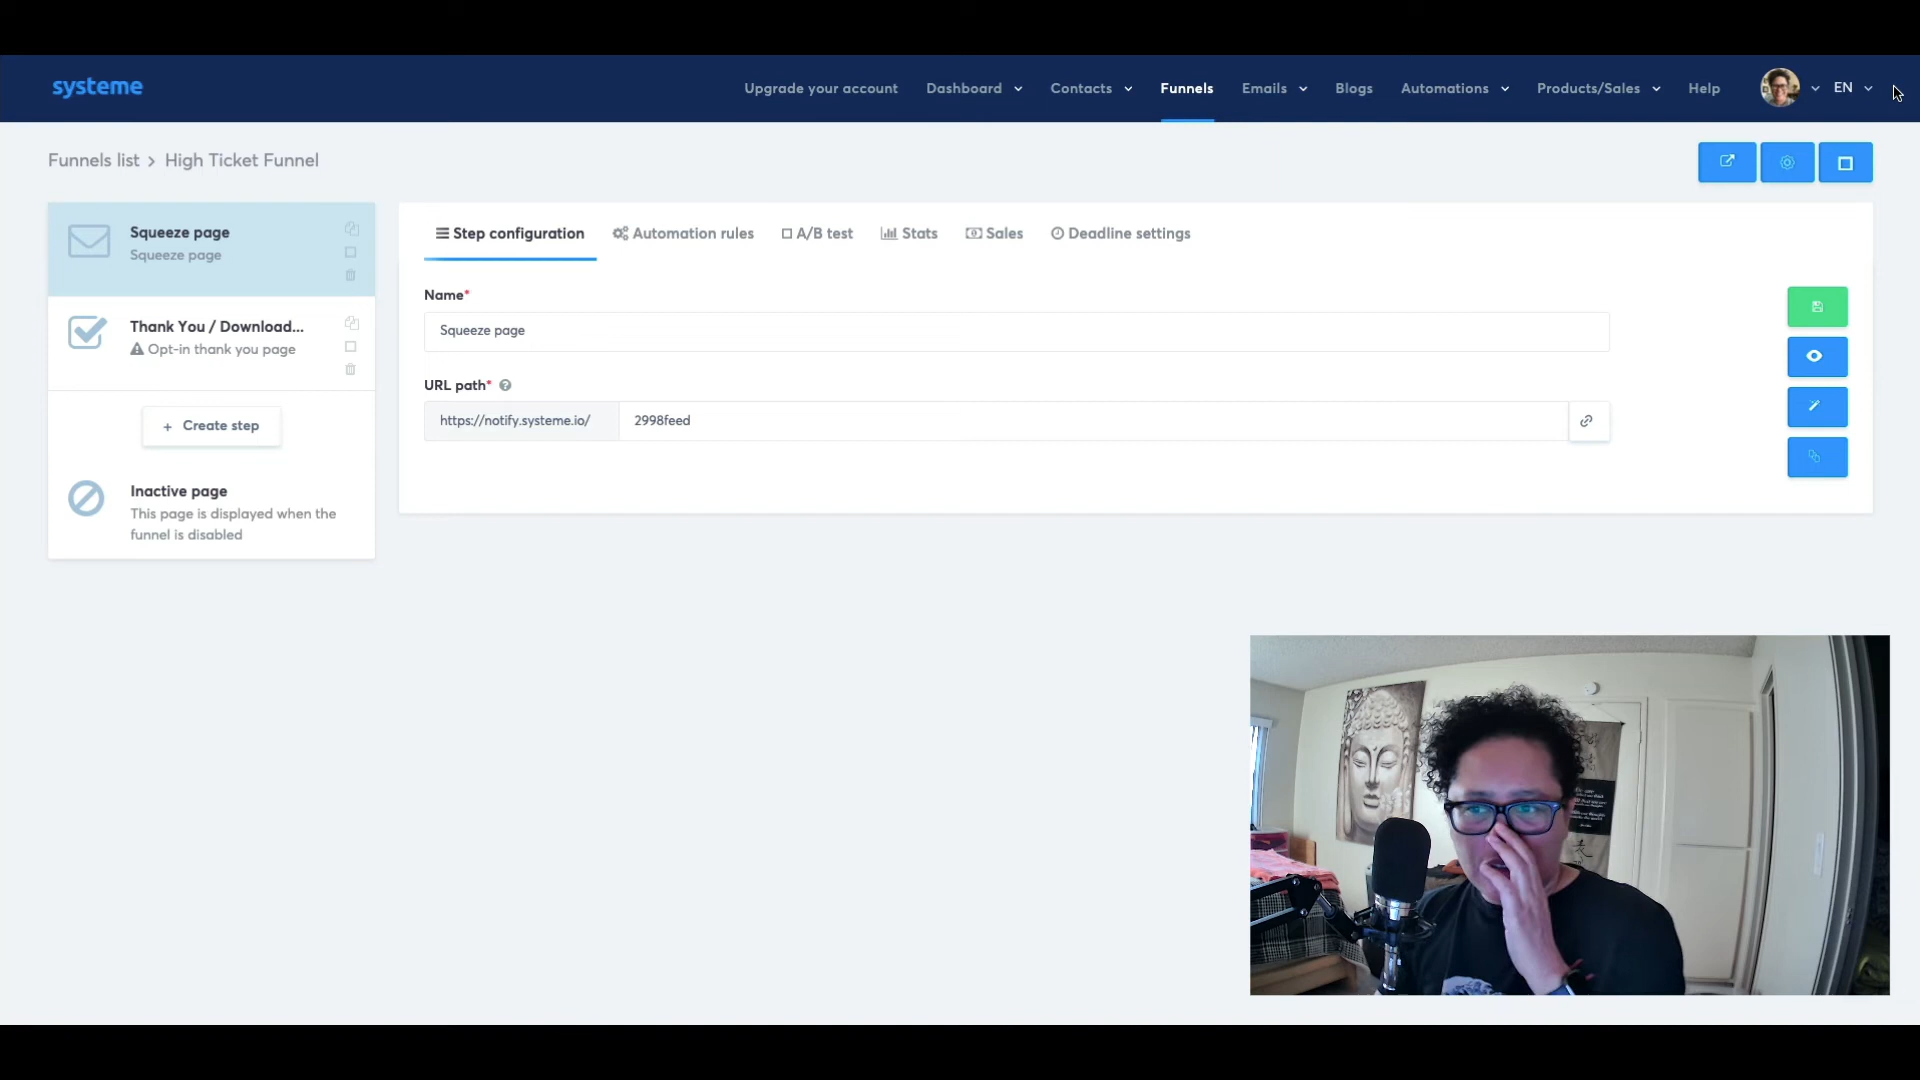 systeme
Upgrade your account Dashboard Contacts Funnels Emails Blogs Automations Products/Sales Help EN
Funnels list > High Ticket Funnel
Squeeze page
Squeeze page
Thank You / Download...
Opt-in thank you page
+ Create step
Inactive page
This page is displayed when the
funnel is disabled
Step configuration Automation rules A/B test Stats Sales Deadline settings
Name*
Squeeze page
URL path* ?
https://notify.systeme.io/ 2998feed